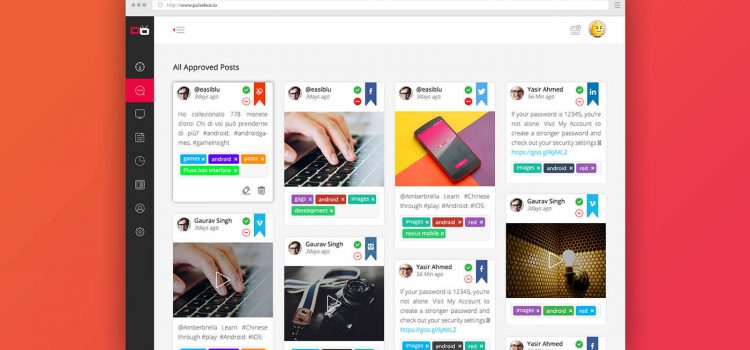 http://www.pulsebox.io
PB
All Approved Posts
@easiblu
3days ago
Ho collezionato 778 monete
d'oro! Chi di voi può prenderne
di più? #android, #androidga-
mes, #gameinsight
games × android × posts ×
Pluse box interface ×
Gaurav Singh
3days ago
@Amberbrella Learn #Chinese
through #play: #Android: #iOS:
@easiblu
3days ago
gags × android × images ×
development ×
Gaurav Singh
3days ago
@easiblu
3days ago
@Amberbrella Learn #Chinese
through #play: #Android: #iOS:
images × android × red ×
nexus mobile ×
Yasir Ahmed
56 Min ago
If your password is 12345, you're
not alone. Visit My Account to
create a stronger password and
check out your security settings
https://goo.gl/kjAXL2
Yasir Ahmed
56 Min ago
If your password is 12345, you're
not alone. Visit My Account to
create a stronger password and
check out your security settings
https://goo.gl/kjAXL2
images × android × red ×
Gaurav Singh
3days ago
images × android × red ×